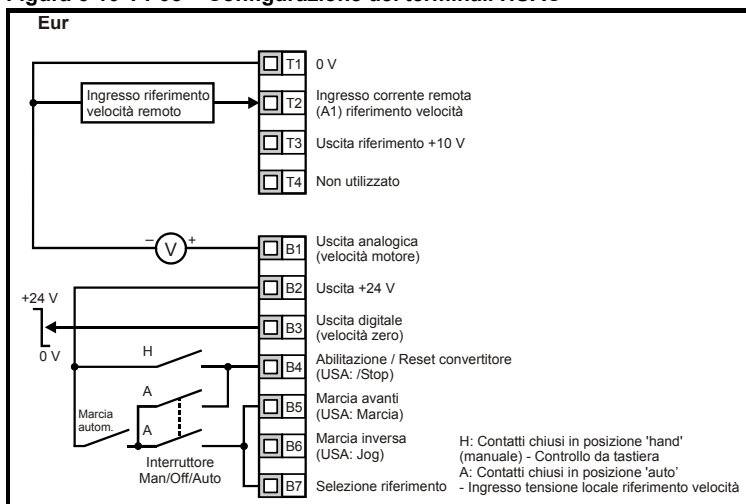 Eur
T1 0 V
Ingresso riferimento
velocità remoto
T2 Ingresso corrente remota
(A1) riferimento velocità
T3 Uscita riferimento +10 V
T4 Non utilizzato
– V +
B1 Uscita analogica
(velocità motore)
B2 Uscita +24 V
+24 V
0 V
B3 Uscita digitale
(velocità zero)
H
B4 Abilitazione / Reset convertitore
(USA: /Stop)
A
B5 Marcia avanti
(USA: Marcia)
Marcia
autom.
A
B6 Marcia inversa
(USA: Jog)
Interruttore
Man/Off/Auto
B7 Selezione riferimento
H: Contatti chiusi in posizione 'hand'
(manuale) - Controllo da tastiera
A: Contatti chiusi in posizione 'auto'
- Ingresso tensione locale riferimento velocità